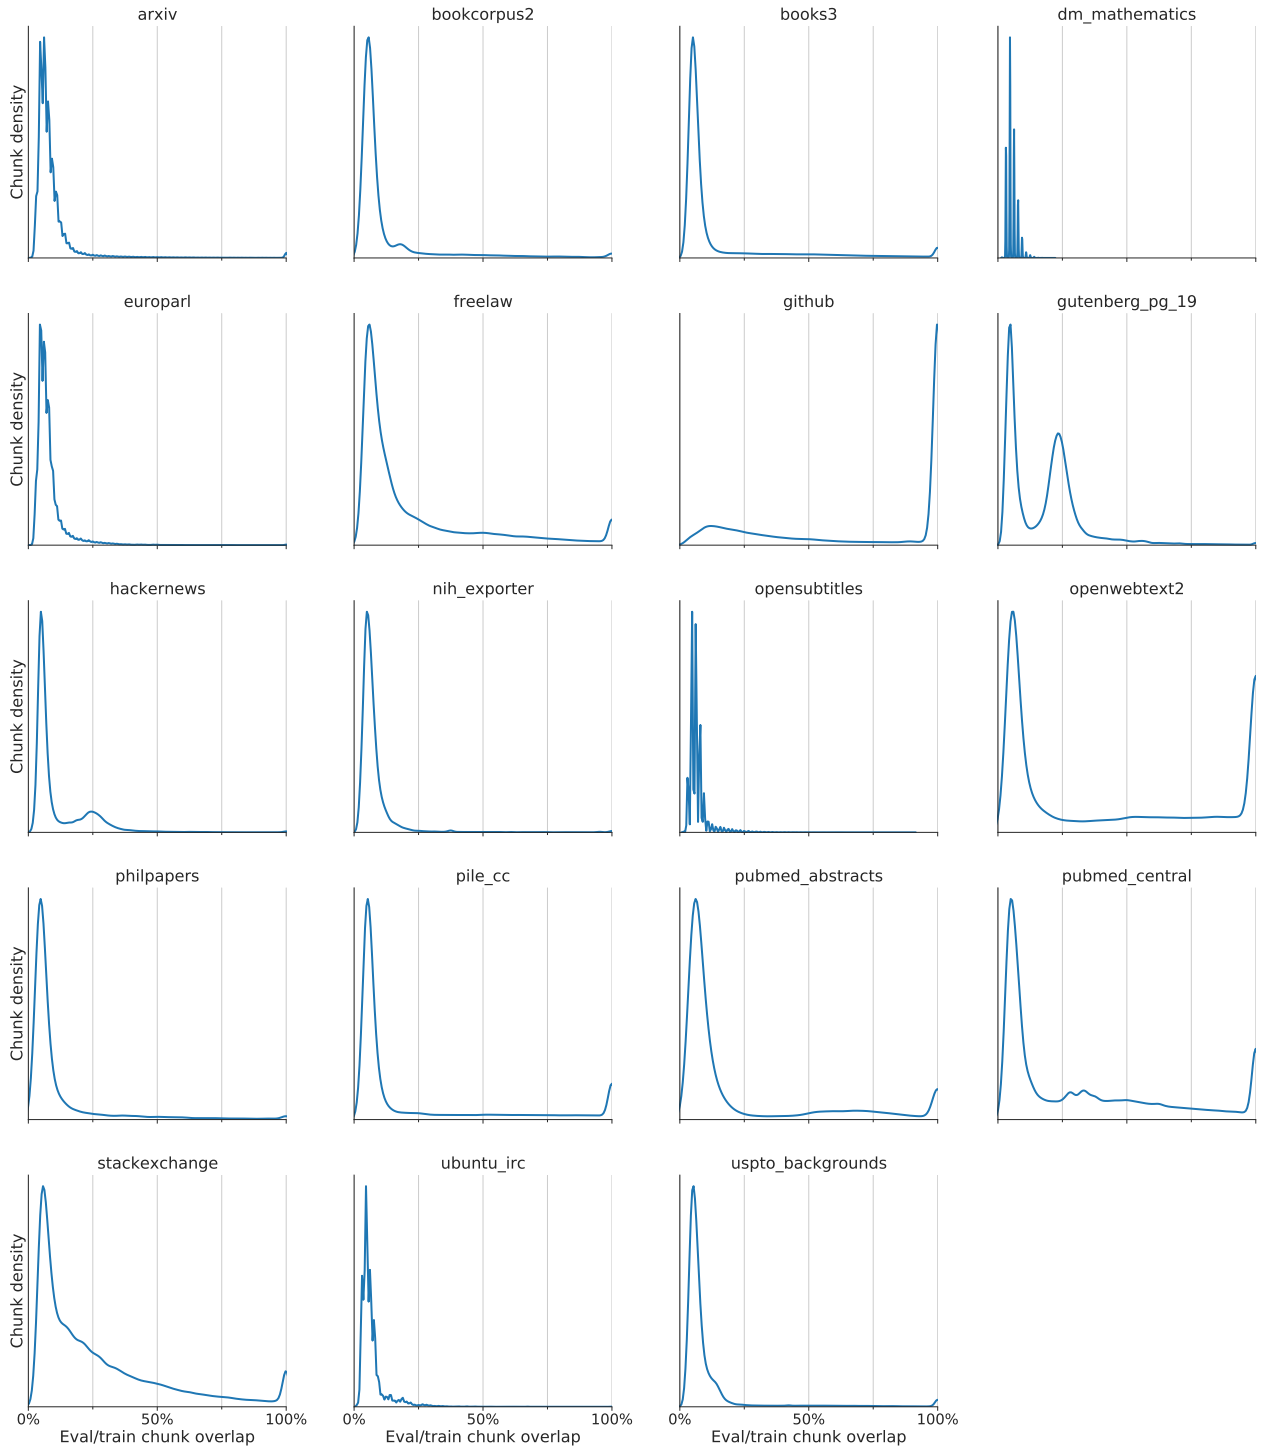 arxiv
bookcorpus2
books3
dm_mathematics
Chunk density
europarl
freelaw
github
gutenberg_pg_19
Chunk density
hackernews
nih_exporter
opensubtitles
openwebtext2
Chunk density
philpapers
pile_cc
pubmed_abstracts
pubmed_central
Chunk density
stackexchange
ubuntu_irc
uspto_backgrounds
Chunk density
0% 50% 100%
0% 50% 100%
0% 50% 100%
Eval/train chunk overlap
Eval/train chunk overlap
Eval/train chunk overlap